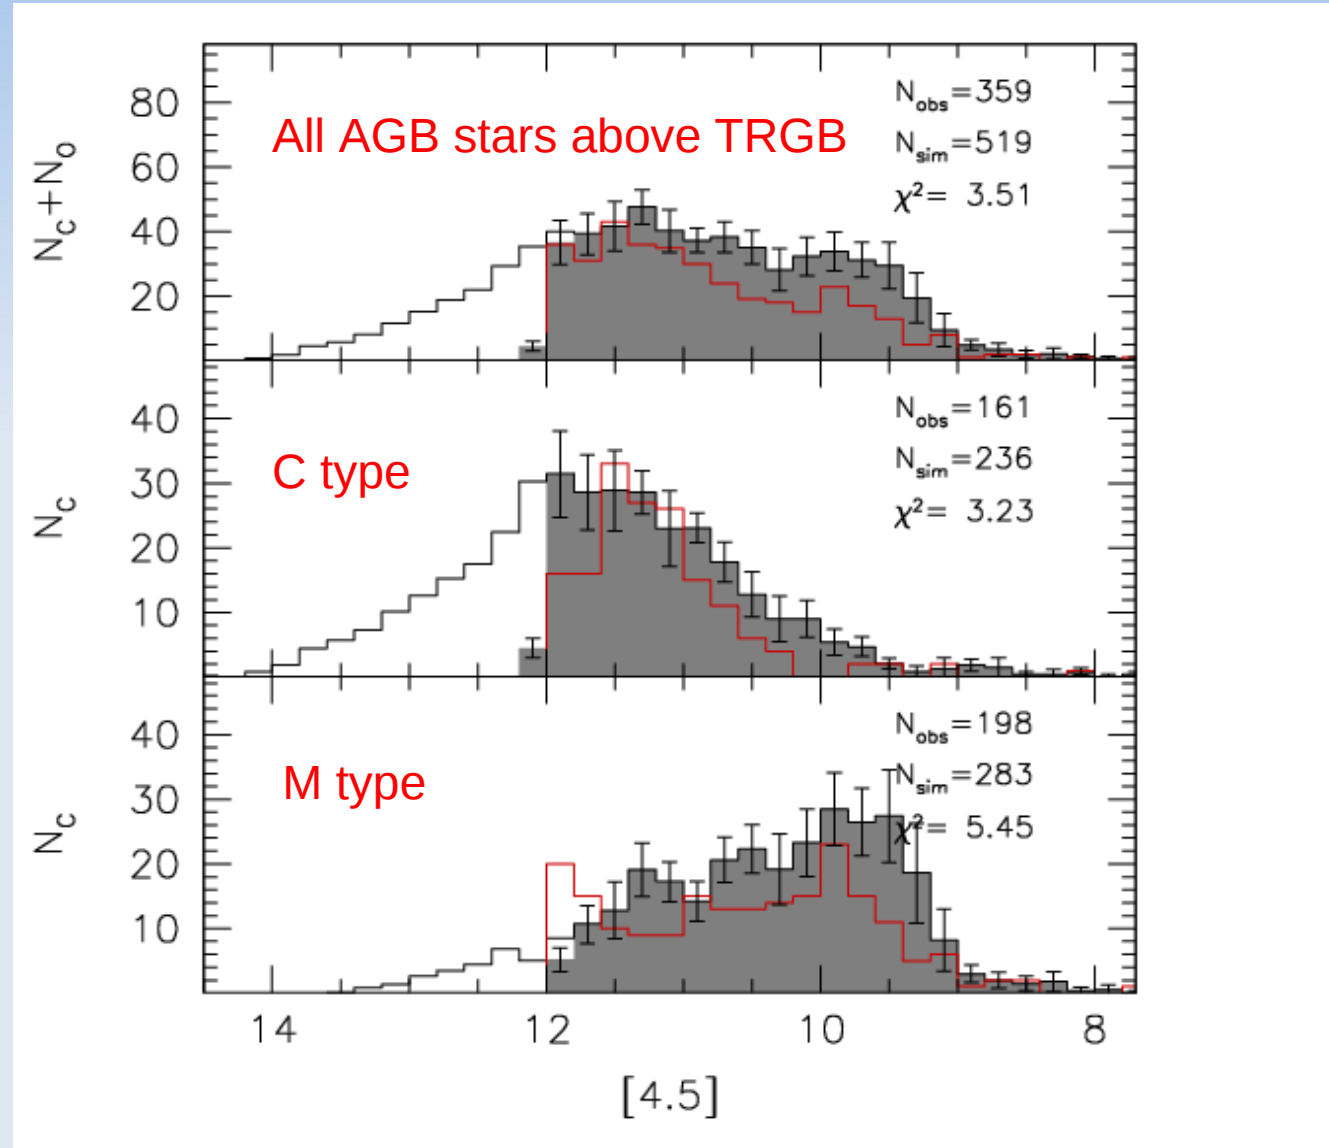 80
60
40
20
N_C+N_O
All AGB stars above TRGB
N_obs=359
N_sim=519
χ²= 3.51
40
30
20
10
N_C
C type
N_obs=161
N_sim=236
χ²= 3.23
40
30
20
10
N_C
M type
N_obs=198
N_sim=283
χ²= 5.45
14 12 10 8
[4.5]